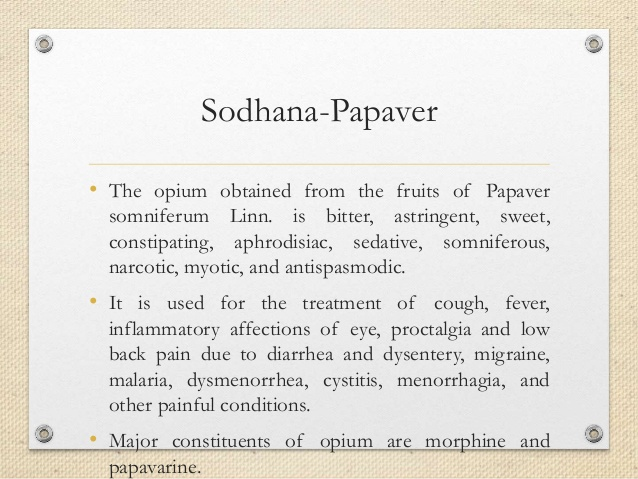 Sodhana-Papaver
• The opium obtained from the fruits of Papaver
somniferum Linn. is bitter, astringent, sweet,
constipating, aphrodisiac, sedative, somniferous,
narcotic, myotic, and antispasmodic.
• It is used for the treatment of cough, fever,
inflammatory affections of eye, proctalgia and low
back pain due to diarrhea and dysentery, migraine,
malaria, dysmenorrhea, cystitis, menorrhagia, and
other painful conditions.
• Major constituents of opium are morphine and
papavarine.